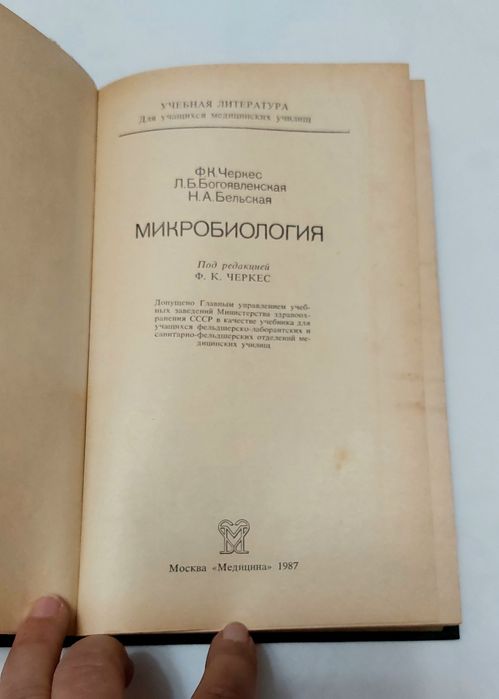 УЧЕБНАЯ ЛИТЕРАТУРА
Для учащихся медицинских училищ
Ф.К.Черкес
Л.Б.Богоявленская
Н.А.Бельская
МИКРОБИОЛОГИЯ
Под редакцией
Ф. К. ЧЕРКЕС
Допущено Главным управлением учеб-
ных заведений Министерства здравоох-
ранения СССР в качестве учебника для
учащихся фельдшерско-лаборантских и
санитарно-фельдшерских отделений ме-
дицинских училищ
Москва «Медицина» 1987